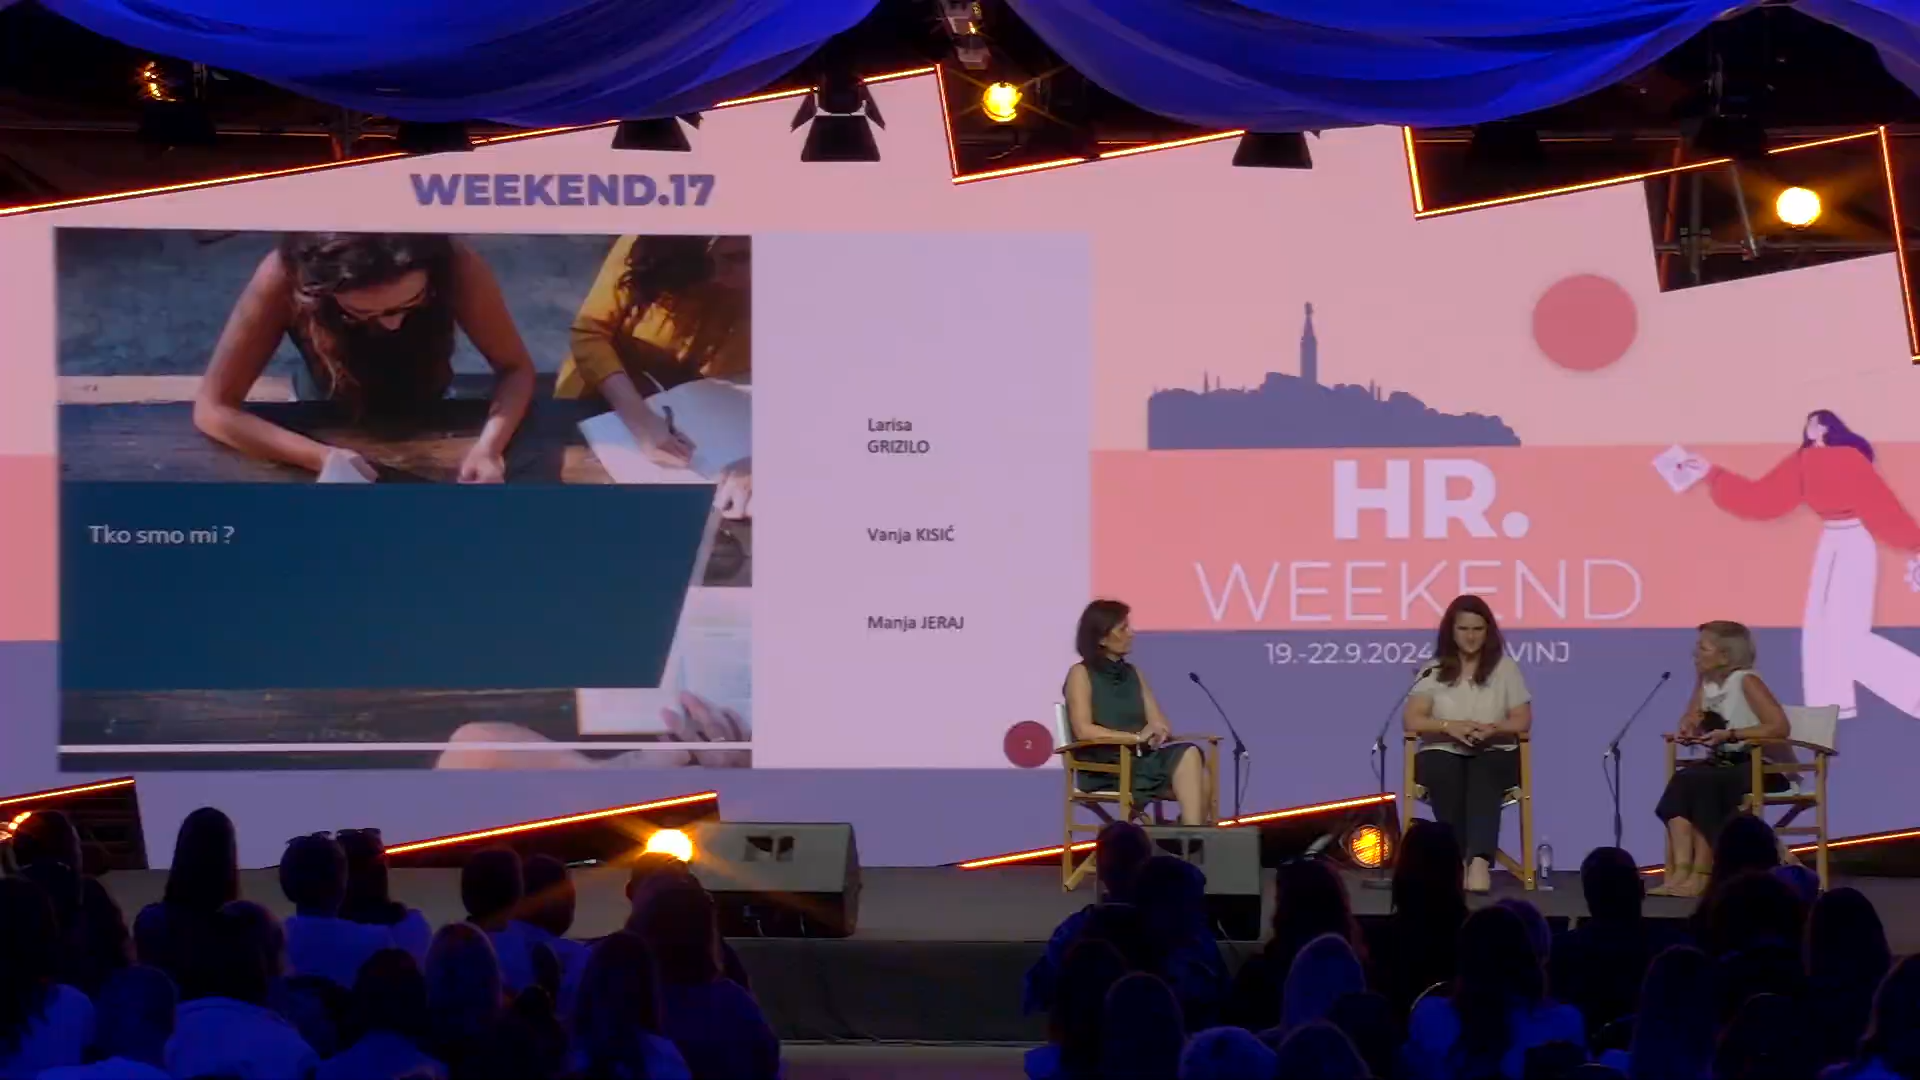 WEEKEND.17
Tko smo mi ?
Larisa
GRIZILO
Vanja KISIĆ
Manja JERAJ
2
HR.
WEEKEND
19.-22.9.2024
VINJ